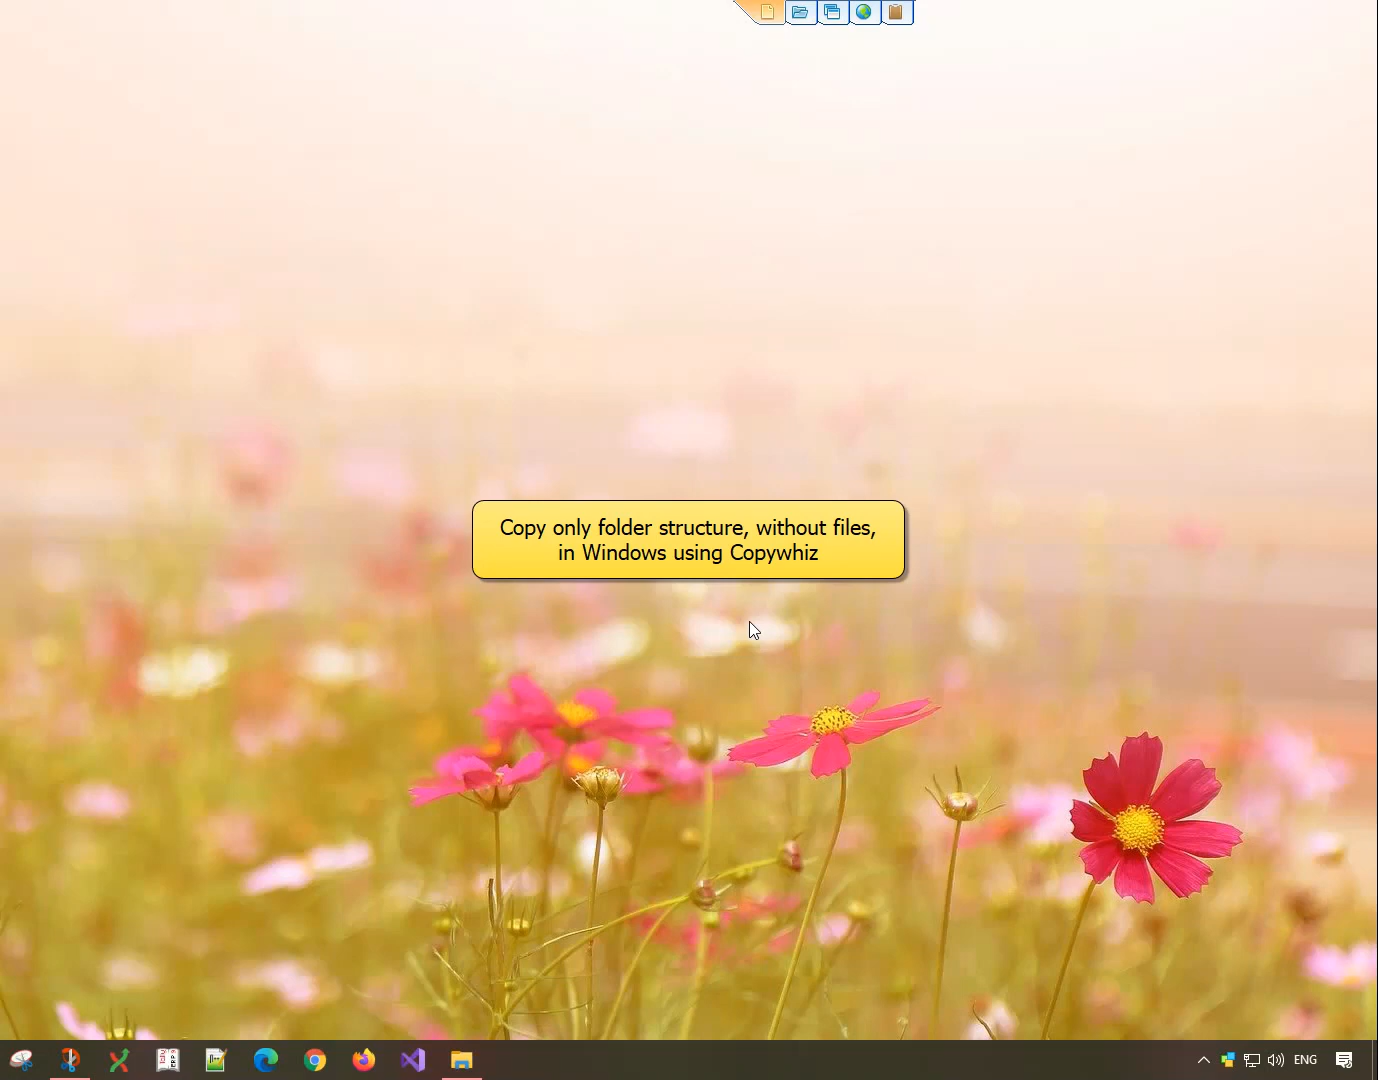 Copy only folder structure, without files,
in Windows using Copywhiz
ENG